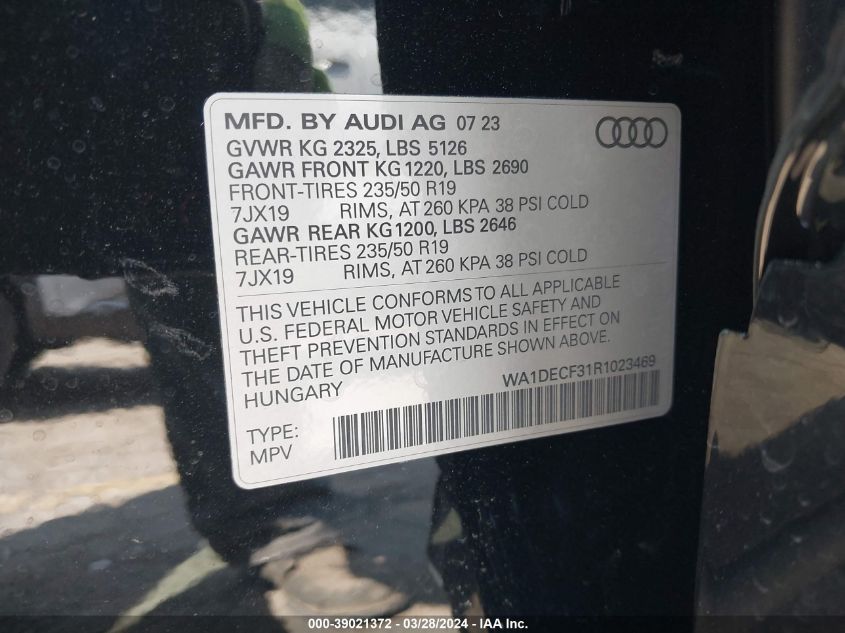 MFD. BY AUDI AG 07 23
GVWR KG 2325, LBS 5126
GAWR FRONT KG 1220, LBS 2690
FRONT-TIRES 235/50 R19
7JX19 RIMS, AT 260 KPA 38 PSI COLD
GAWR REAR KG 1200, LBS 2646
REAR-TIRES 235/50 R19
7JX19 RIMS, AT 260 KPA 38 PSI COLD
THIS VEHICLE CONFORMS TO ALL APPLICABLE
U.S. FEDERAL MOTOR VEHICLE SAFETY AND
THEFT PREVENTION STANDARDS IN EFFECT ON
THE DATE OF MANUFACTURE SHOWN ABOVE.
HUNGARY WA1DECF31R1023469
TYPE:
MPV
000-39021372 - 03/28/2024 - IAA Inc.